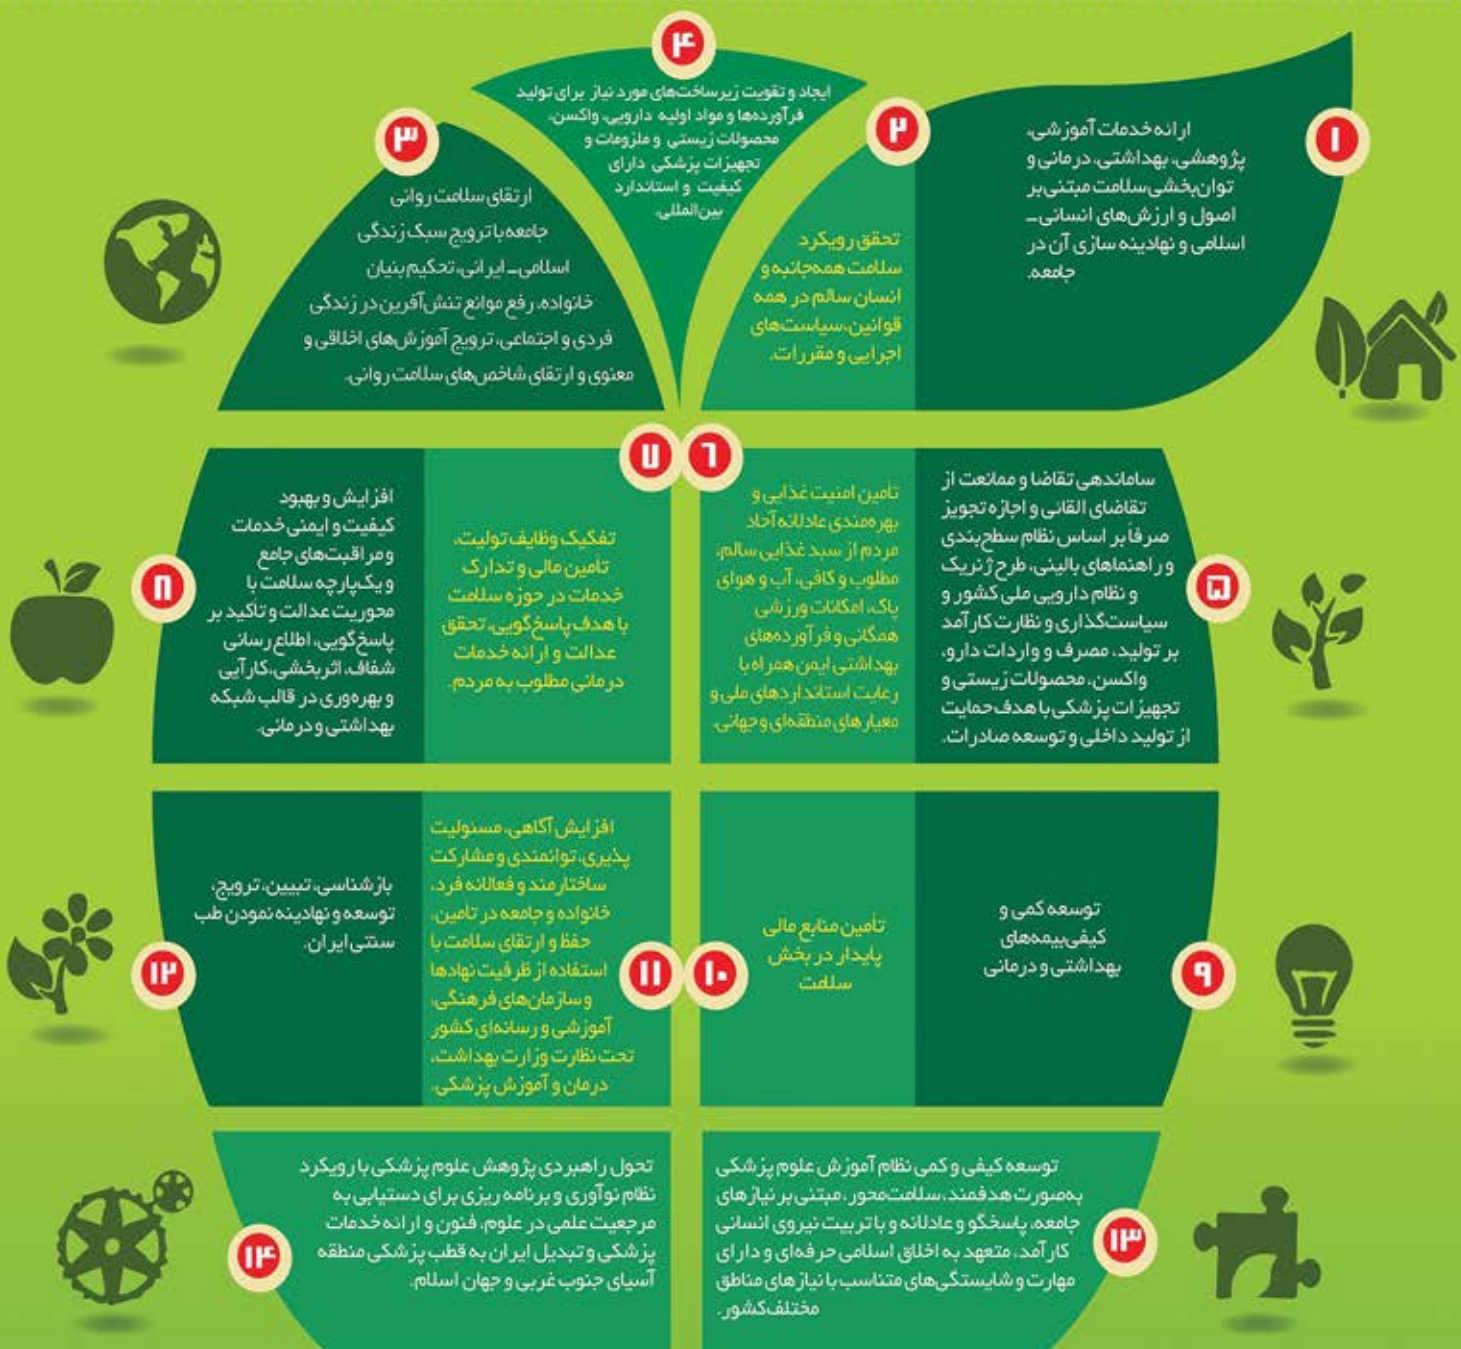 ۱
ارائه خدمات آموزشی،
پژوهشی، بهداشتی، درمانی و
توان‌بخشی سلامت مبتنی بر
اصول و ارزش‌های انسانی_
اسلامی و نهادینه سازی آن در
جامعه.
۲
تحقق رویکرد
سلامت همه‌جانبه و
انسان سالم در همه
قوانین، سیاست‌های
اجرایی و مقررات.
۳
ارتقای سلامت روانی
جامعه با ترویج سبک زندگی
اسلامی_ ایرانی، تحکیم بنیان
خانواده، رفع موانع تنش‌آفرین در زندگی
فردی و اجتماعی، ترویج آموزش‌های اخلاقی و
معنوی و ارتقای شاخص‌های سلامت روانی.
۴
ایجاد و تقویت زیرساخت‌های مورد نیاز برای تولید
فرآورده‌ها و مواد اولیه دارویی، واکسن،
محصولات زیستی و ملزومات و
تجهیزات پزشکی دارای
کیفیت و استاندارد
بین‌المللی.
۵
ساماندهی تقاضا و ممانعت از
تقاضای القائی و اجازه تجویز
صرفاً بر اساس نظام سطح‌بندی
و راهنماهای بالینی، طرح ژنریک
و نظام دارویی ملی کشور و
سیاست‌گذاری و نظارت کارآمد
بر تولید، مصرف و واردات دارو،
واکسن، محصولات زیستی و
تجهیزات پزشکی با هدف حمایت
از تولید داخلی و توسعه صادرات.
۶
تأمین امنیت غذایی و
بهره‌مندی عادلانه آحاد
مردم از سبد غذایی سالم،
مطلوب و کافی، آب و هوای
پاک، امکانات ورزشی
همگانی و فرآورده‌های
بهداشتی ایمن همراه با
رعایت استانداردهای ملی و
معیارهای منطقه‌ای و جهانی.
۷
تفکیک وظایف تولیت،
تأمین مالی و تدارک
خدمات در حوزه سلامت
با هدف پاسخ‌گویی، تحقق
عدالت و ارائه خدمات
درمانی مطلوب به مردم.
۸
افزایش و بهبود
کیفیت و ایمنی خدمات
و مراقبت‌های جامع
و یک‌پارچه سلامت با
محوریت عدالت و تأکید بر
پاسخ‌گویی، اطلاع رسانی
شفاف، اثربخشی، کارآیی
و بهره‌وری در قالب شبکه
بهداشتی و درمانی.
۹
توسعه کمی و
کیفی بیمه‌های
بهداشتی و درمانی
۱۰
تأمین منابع مالی
پایدار در بخش
سلامت
۱۱
افزایش آگاهی، مسئولیت
پذیری، توانمندی و مشارکت
ساختارمند و فعالانه فرد،
خانواده و جامعه در تأمین،
حفظ و ارتقای سلامت با
استفاده از ظرفیت نهادها
و سازمان‌های فرهنگی،
آموزشی و رسانه‌ای کشور
تحت نظارت وزارت بهداشت،
درمان و آموزش پزشکی.
۱۲
بازشناسی، تبیین، ترویج،
توسعه و نهادینه نمودن طب
سنتی ایران.
۱۳
توسعه کیفی و کمی نظام آموزش علوم پزشکی
به‌صورت هدفمند، سلامت‌محور، مبتنی بر نیازهای
جامعه، پاسخگو و عادلانه و با تربیت نیروی انسانی
کارآمد، متعهد به اخلاق اسلامی حرفه‌ای و دارای
مهارت و شایستگی‌های متناسب با نیازهای مناطق
مختلف کشور.
۱۴
تحول راهبردی پژوهش علوم پزشکی با رویکرد
نظام نوآوری و برنامه ریزی برای دستیابی به
مرجعیت علمی در علوم، فنون و ارائه خدمات
پزشکی و تبدیل ایران به قطب پزشکی منطقه
آسیای جنوب غربی و جهان اسلام.